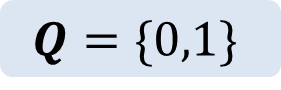 Q = {0,1}